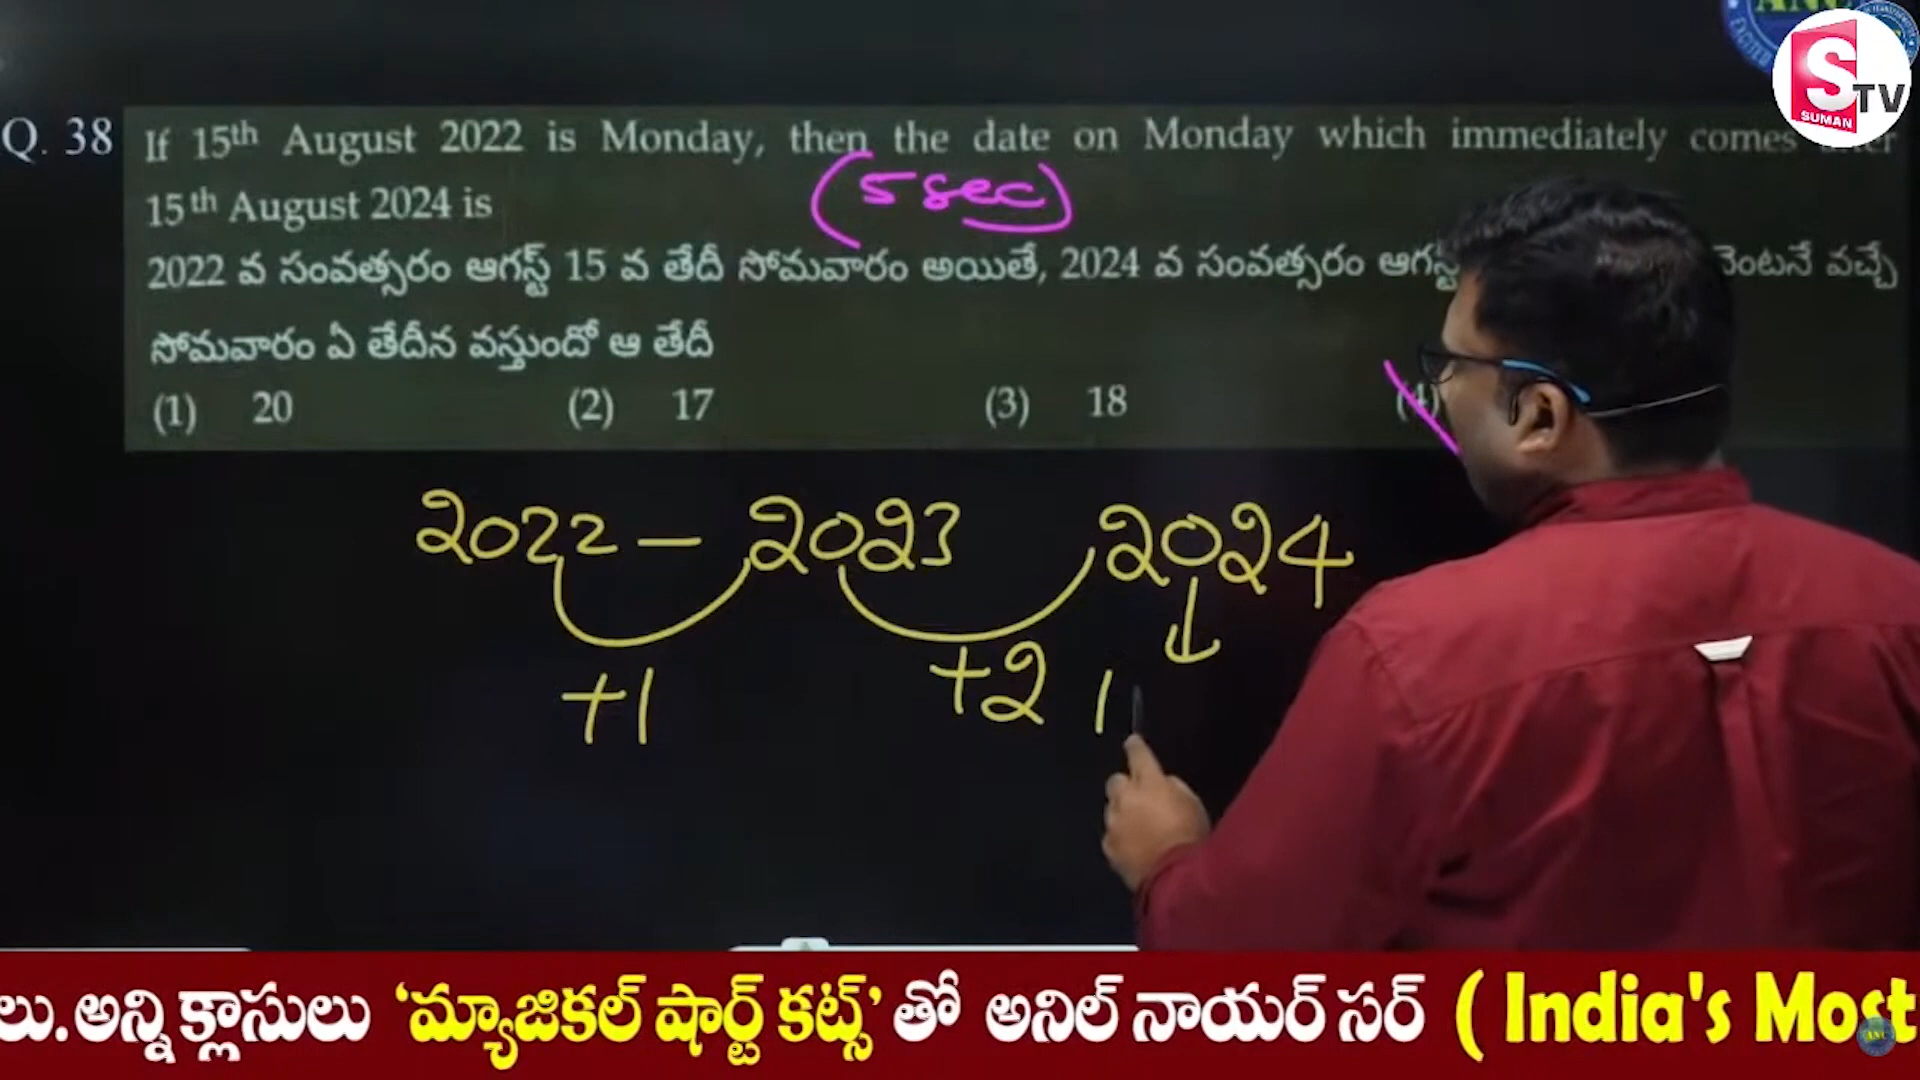 S TV
SUMAN
Q. 38 If 15th August 2022 is Monday, then the date on Monday which immediately comes
15th August 2024 is
(5 sec)
2022 వ సంవత్సరం ఆగస్ట్ 15 వ తేదీ సోమవారం అయితే, 2024 వ సంవత్సరం ఆగస్ట్ వెంటనే వచ్చే
సోమవారం ఏ తేదీన వస్తుందో ఆ తేదీ
(1) 20 (2) 17 (3) 18 (4)
2022 - 2023 2024
+1 +2 1
లు. అన్ని క్లాసులు ‘మ్యాజికల్ షార్ట్ కట్స్’ తో అనిల్ నాయర్ సర్ ( India's Most